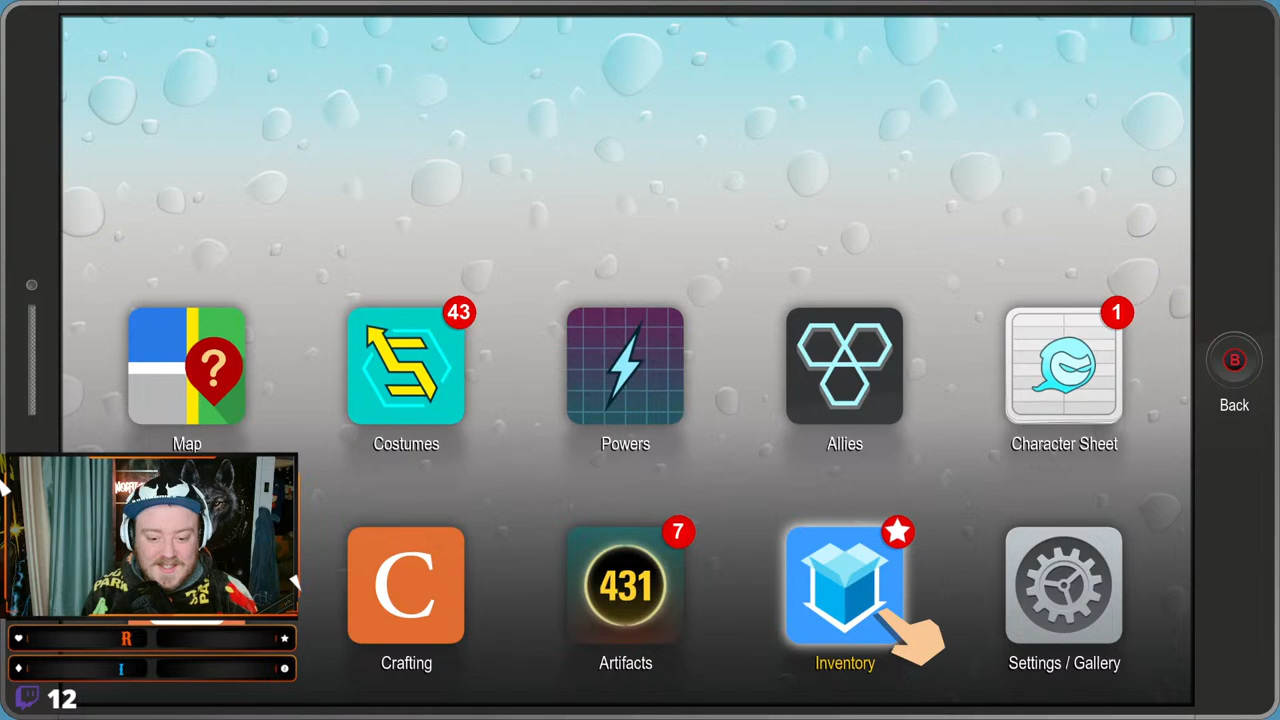 43
1
?
B
Back
Map
Costumes
Powers
Allies
Character Sheet
7
C
431
Crafting
Artifacts
Inventory
Settings / Gallery
R
I
12